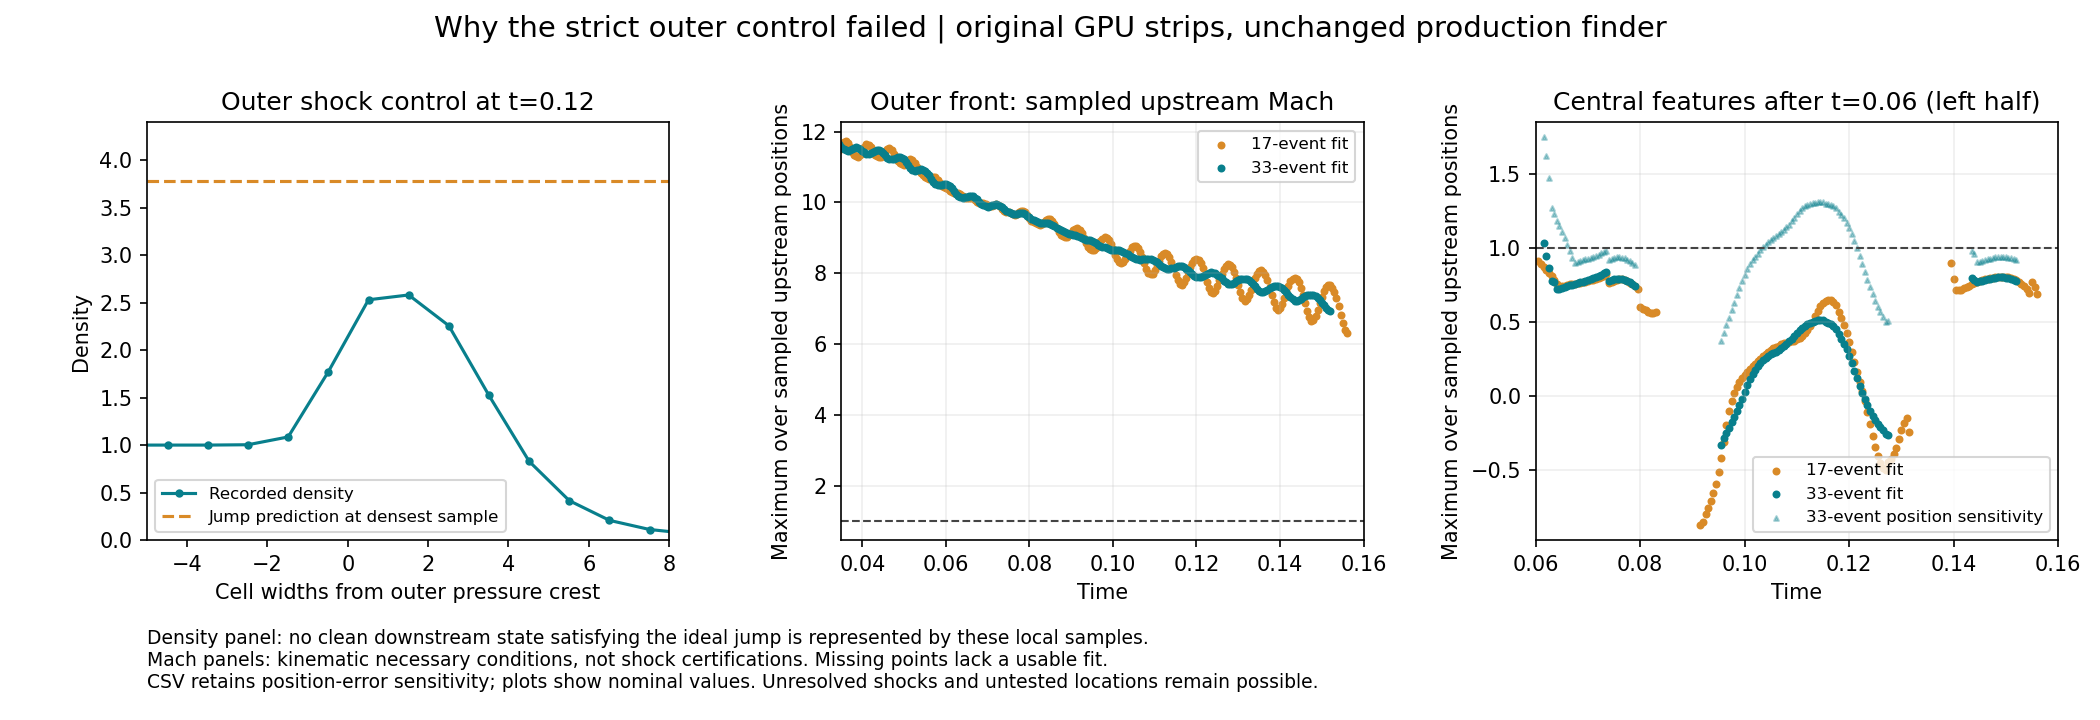 Why the strict outer control failed | original GPU strips, unchanged production finder
Outer shock control at t=0.12
Density
4.0
3.5
3.0
2.5
2.0
1.5
1.0
0.5
0.0
Recorded density
Jump prediction at densest sample
−4
−2
0
2
4
6
8
Cell widths from outer pressure crest
Outer front: sampled upstream Mach
Maximum over sampled upstream positions
12
10
8
6
4
2
17-event fit
33-event fit
0.04
0.06
0.08
0.10
0.12
0.14
0.16
Time
Central features after t=0.06 (left half)
Maximum over sampled upstream positions
1.5
1.0
0.5
0.0
−0.5
17-event fit
33-event fit
33-event position sensitivity
0.06
0.08
0.10
0.12
0.14
0.16
Time
Density panel: no clean downstream state satisfying the ideal jump is represented by these local samples.
Mach panels: kinematic necessary conditions, not shock certifications. Missing points lack a usable fit.
CSV retains position-error sensitivity; plots show nominal values. Unresolved shocks and untested locations remain possible.